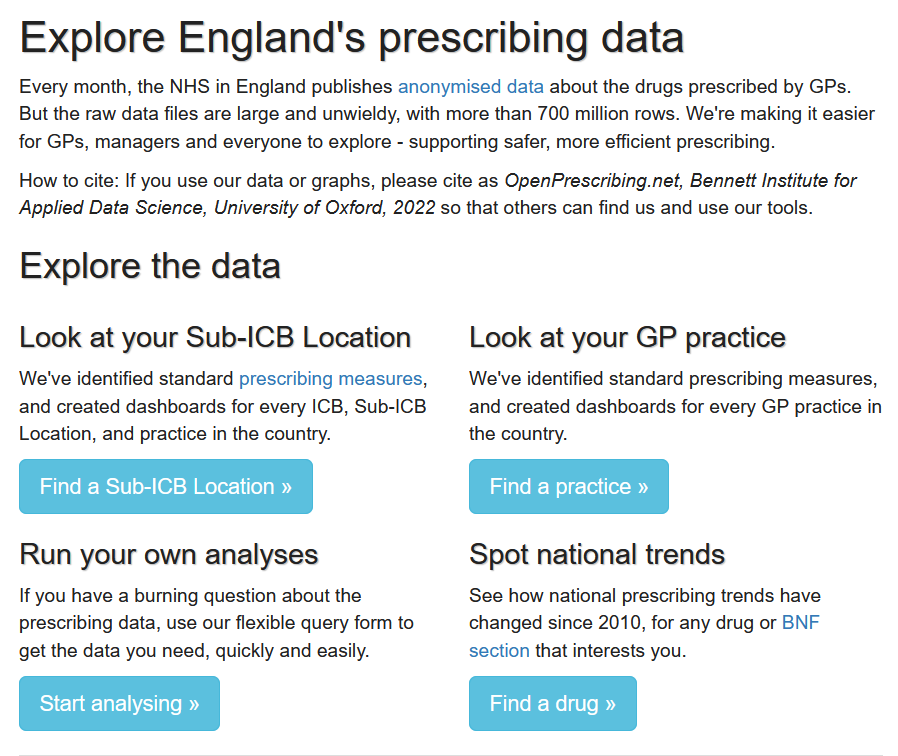 Explore England's prescribing data
Every month, the NHS in England publishes anonymised data about the drugs prescribed by GPs.
But the raw data files are large and unwieldy, with more than 700 million rows. We're making it easier
for GPs, managers and everyone to explore - supporting safer, more efficient prescribing.
How to cite: If you use our data or graphs, please cite as OpenPrescribing.net, Bennett Institute for
Applied Data Science, University of Oxford, 2022 so that others can find us and use our tools.
Explore the data
Look at your Sub-ICB Location
We've identified standard prescribing measures,
and created dashboards for every ICB, Sub-ICB
Location, and practice in the country.
Find a Sub-ICB Location »
Look at your GP practice
We've identified standard prescribing measures,
and created dashboards for every GP practice in
the country.
Find a practice »
Run your own analyses
If you have a burning question about the
prescribing data, use our flexible query form to
get the data you need, quickly and easily.
Start analysing »
Spot national trends
See how national prescribing trends have
changed since 2010, for any drug or BNF
section that interests you.
Find a drug »